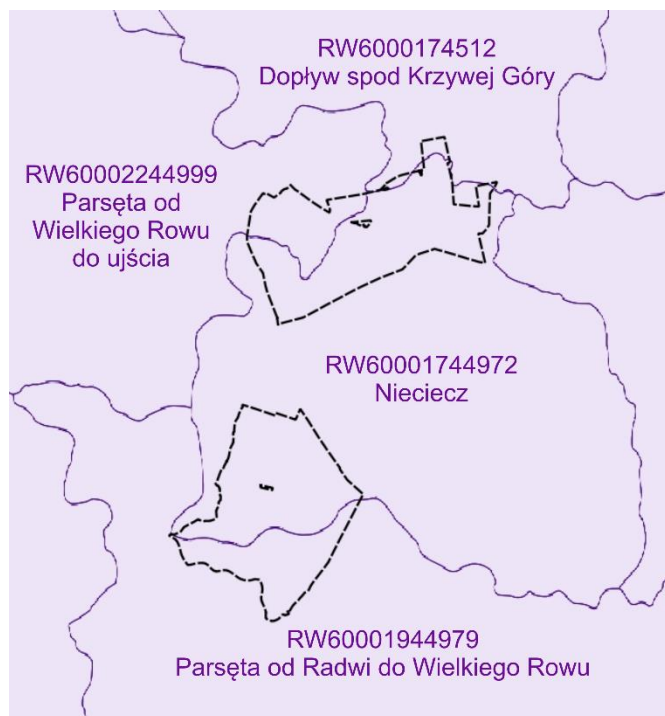 RW6000174512
Dopływ spod Krzywej Góry
RW60002244999
Parsęta od
Wielkiego Rowu
do ujścia
RW60001744972
Nieciecz
RW60001944979
Parsęta od Radwi do Wielkiego Rowu